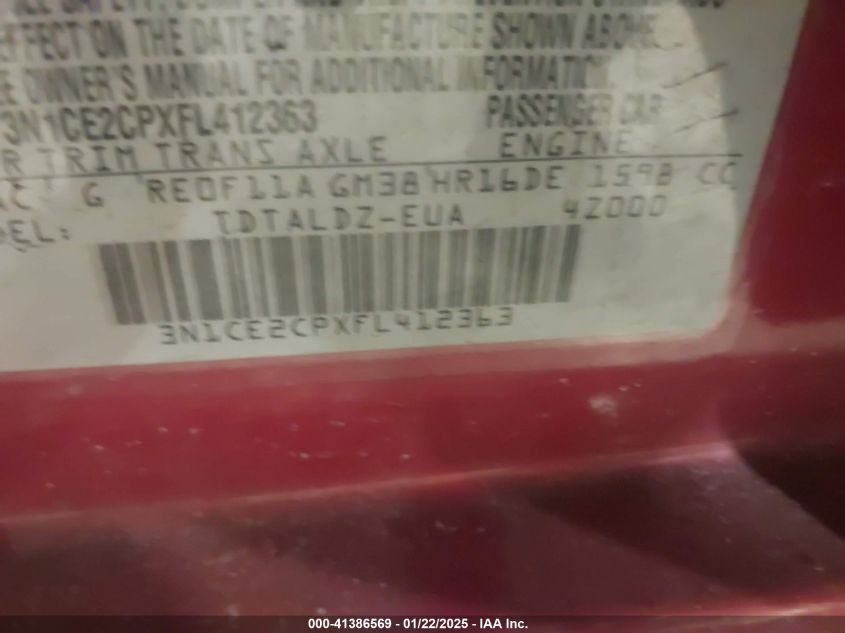 EFFECT ON THE DATE OF MANUFACTURE SHOWN ABOVE.
OWNER'S MANUAL FOR ADDITIONAL INFORMATION
3N1CE2CPXFL412363 PASSENGER CAR
TRIM TRANS AXLE ENGINE
G RE0F11A GM38 HR16DE 1598 CC
TDTALDZ-EUA 42000
3N1CE2CPXFL412363
000-41386569 - 01/22/2025 - IAA Inc.